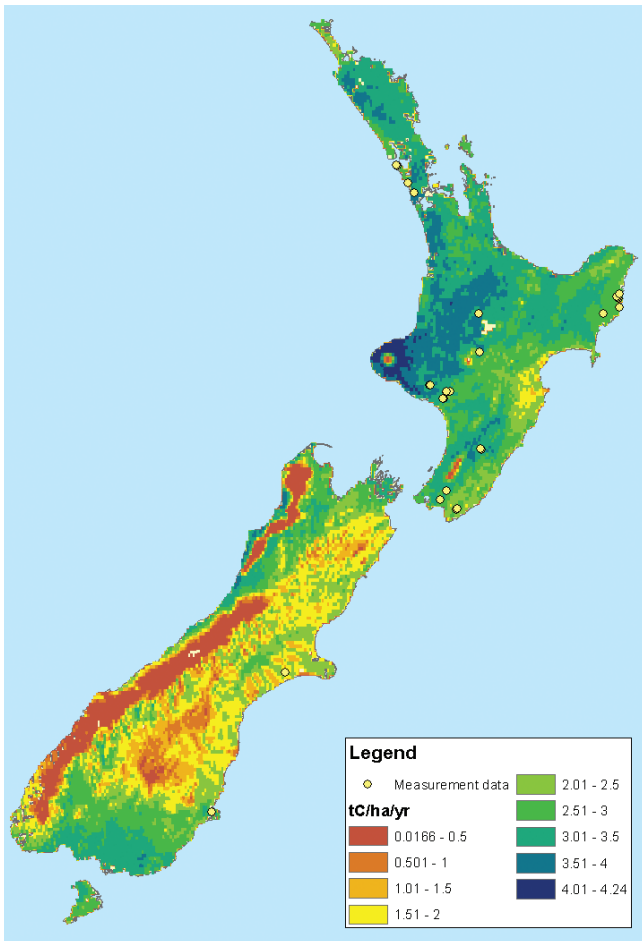 Legend
Measurement data
tC/ha/yr
0.0166 - 0.5
0.501 - 1
1.01 - 1.5
1.51 - 2
2.01 - 2.5
2.51 - 3
3.01 - 3.5
3.51 - 4
4.01 - 4.24